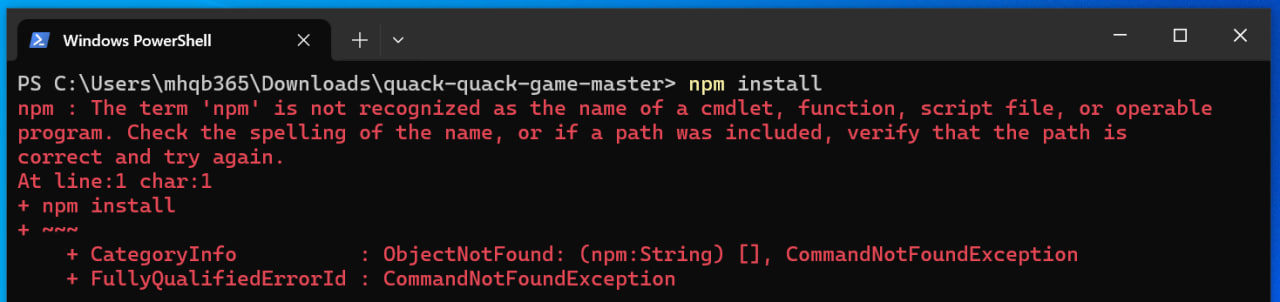 Windows PowerShell
PS C:\Users\mhqb365\Downloads\quack-quack-game-master> npm install
npm : The term 'npm' is not recognized as the name of a cmdlet, function, script file, or operable
program. Check the spelling of the name, or if a path was included, verify that the path is
correct and try again.
At line:1 char:1
+ npm install
+ ~~~
    + CategoryInfo          : ObjectNotFound: (npm:String) [], CommandNotFoundException
    + FullyQualifiedErrorId : CommandNotFoundException